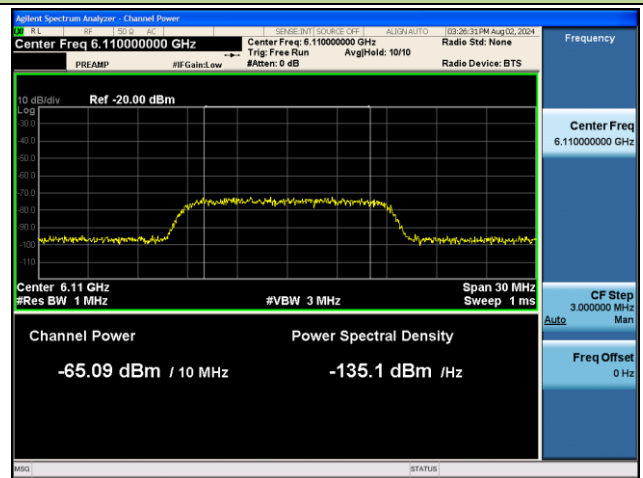 Agilent Spectrum Analyzer - Channel Power
RL RF 50 Ω AC SENSE:INT SOURCE OFF ALIGNAUTO 03:26:31 PM Aug 02, 2024
Center Freq 6.110000000 GHz Center Freq: 6.110000000 GHz Radio Std: None
Trig: Free Run Avg|Hold: 10/10
PREAMP #IFGain:Low #Atten: 0 dB Radio Device: BTS
10 dB/div Ref -20.00 dBm
Log
-30.0
-40.0
-50.0
-60.0
-70.0
-80.0
-90.0
-100
-110
Center 6.11 GHz Span 30 MHz
#Res BW 1 MHz #VBW 3 MHz Sweep 1 ms
Channel Power Power Spectral Density
-65.09 dBm / 10 MHz -135.1 dBm /Hz
MSG STATUS
Frequency
Center Freq
6.110000000 GHz
CF Step
3.000000 MHz
Auto Man
Freq Offset
0 Hz